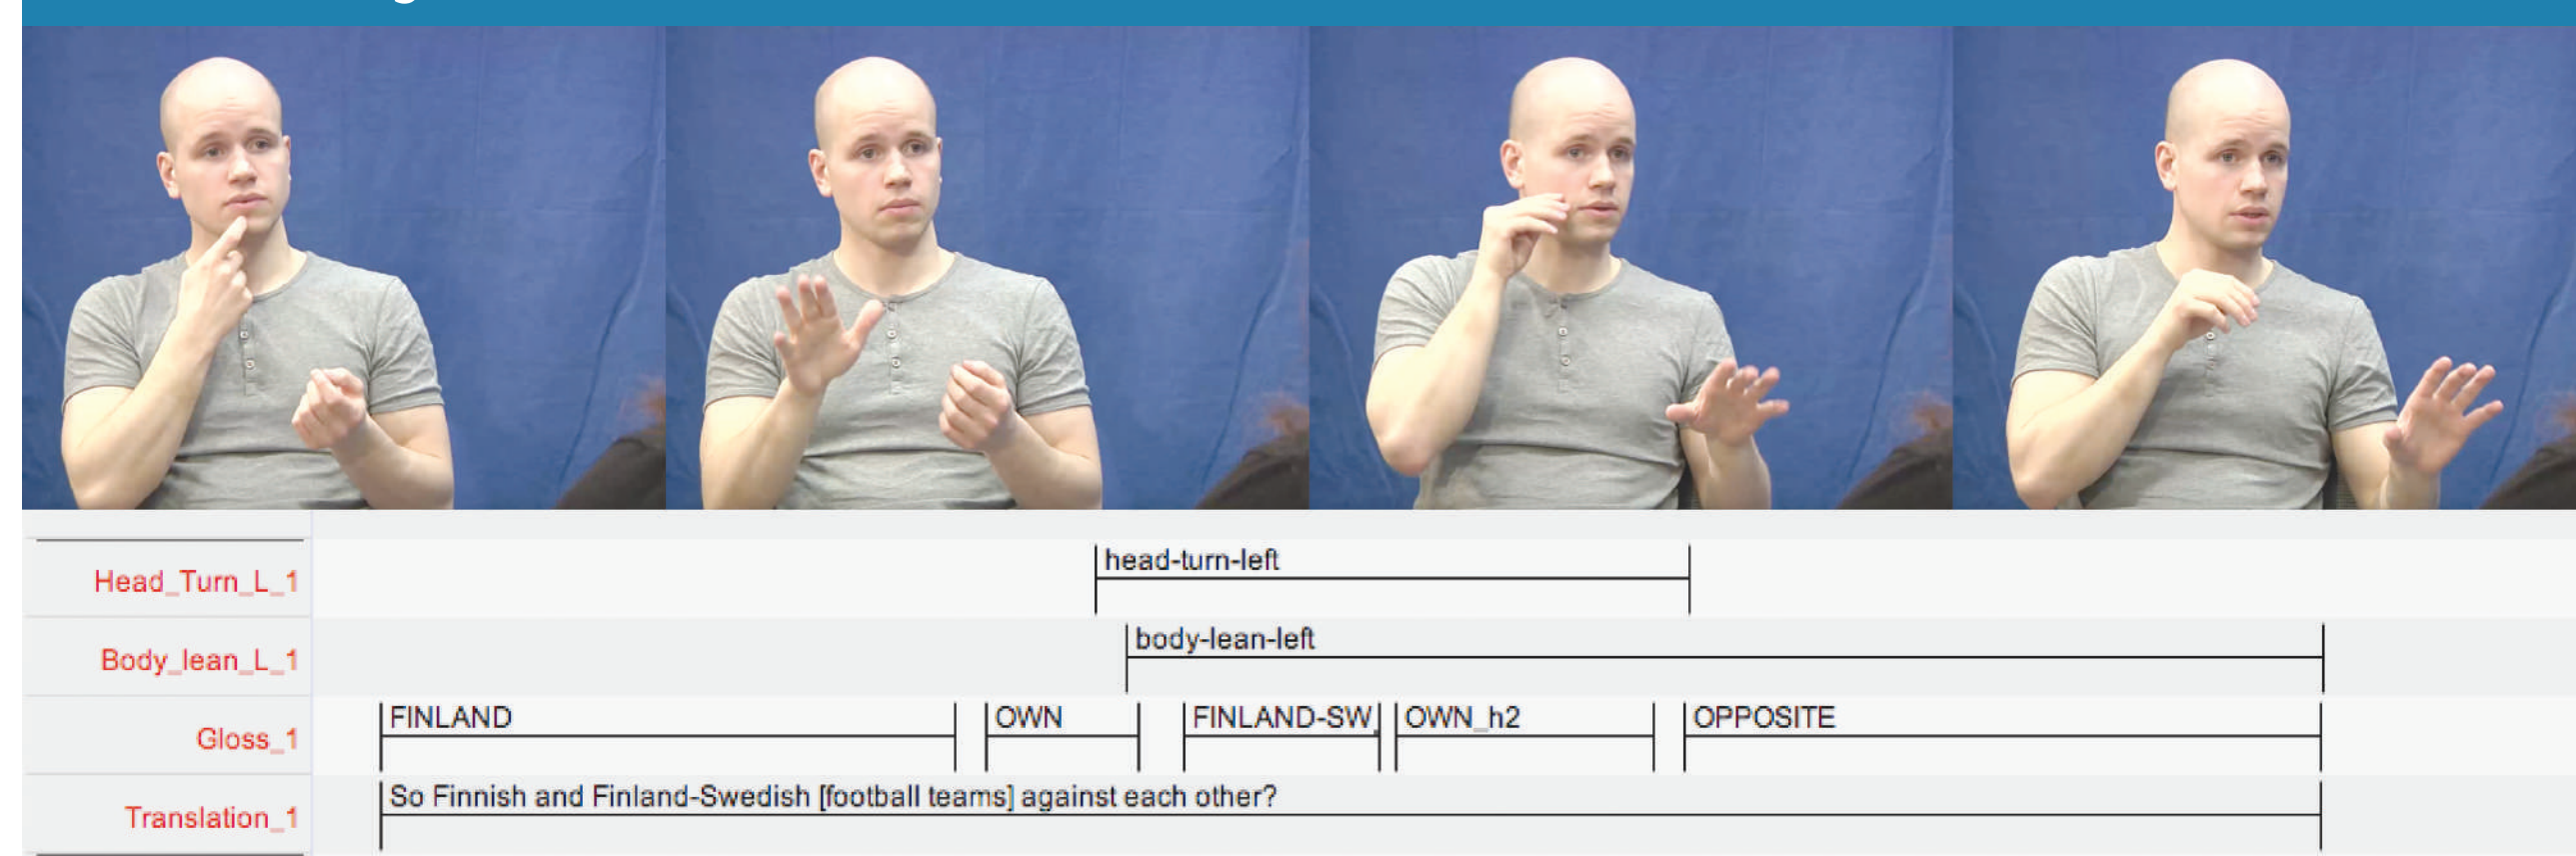 Head_Turn_L_1
head-turn-left
Body_lean_L_1
body-lean-left
Gloss_1
FINLAND
OWN
FINLAND-SW
OWN_h2
OPPOSITE
Translation_1
So Finnish and Finland-Swedish [football teams] against each other?